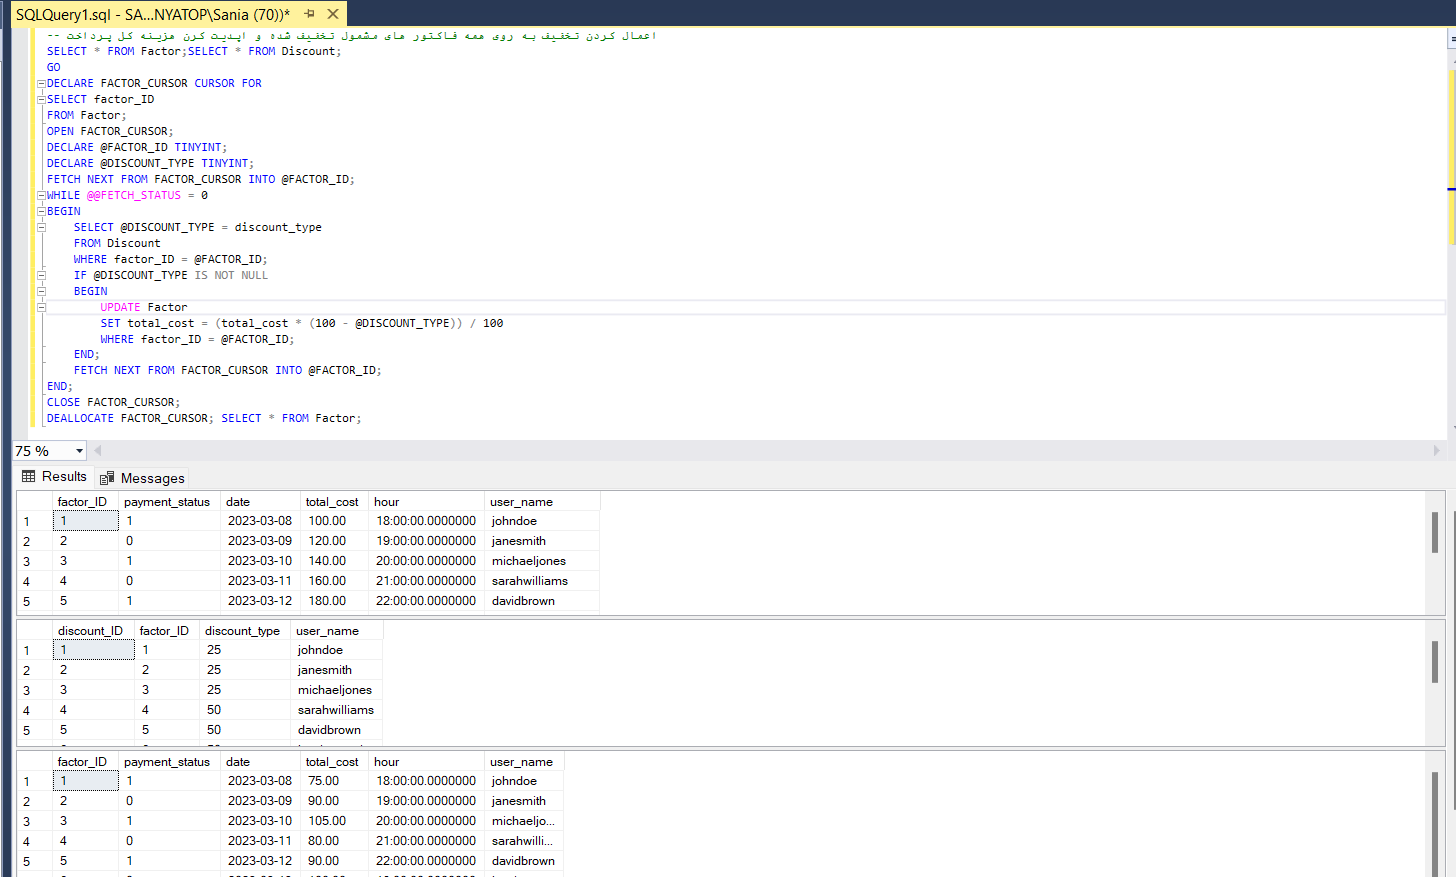 SQLQuery1.sql - SA...NYATOP\Sania (70))*
-- اعمال کردن تخفیف به روی همه فاکتور های مشمول تخفیف شده و اپدیت کرن هزینه کل پرداخت
SELECT * FROM Factor;SELECT * FROM Discount;
GO
DECLARE FACTOR_CURSOR CURSOR FOR
SELECT factor_ID
FROM Factor;
OPEN FACTOR_CURSOR;
DECLARE @FACTOR_ID TINYINT;
DECLARE @DISCOUNT_TYPE TINYINT;
FETCH NEXT FROM FACTOR_CURSOR INTO @FACTOR_ID;
WHILE @@FETCH_STATUS = 0
BEGIN
SELECT @DISCOUNT_TYPE = discount_type
FROM Discount
WHERE factor_ID = @FACTOR_ID;
IF @DISCOUNT_TYPE IS NOT NULL
BEGIN
UPDATE Factor
SET total_cost = (total_cost * (100 - @DISCOUNT_TYPE)) / 100
WHERE factor_ID = @FACTOR_ID;
END;
FETCH NEXT FROM FACTOR_CURSOR INTO @FACTOR_ID;
END;
CLOSE FACTOR_CURSOR;
DEALLOCATE FACTOR_CURSOR; SELECT * FROM Factor;
75 %
Results Messages
factor_ID payment_status date total_cost hour user_name
1 1 1 2023-03-08 100.00 18:00:00.0000000 johndoe
2 2 0 2023-03-09 120.00 19:00:00.0000000 janesmith
3 3 1 2023-03-10 140.00 20:00:00.0000000 michaeljones
4 4 0 2023-03-11 160.00 21:00:00.0000000 sarahwilliams
5 5 1 2023-03-12 180.00 22:00:00.0000000 davidbrown
discount_ID factor_ID discount_type user_name
1 1 1 25 johndoe
2 2 2 25 janesmith
3 3 3 25 michaeljones
4 4 4 50 sarahwilliams
5 5 5 50 davidbrown
factor_ID payment_status date total_cost hour user_name
1 1 1 2023-03-08 75.00 18:00:00.0000000 johndoe
2 2 0 2023-03-09 90.00 19:00:00.0000000 janesmith
3 3 1 2023-03-10 105.00 20:00:00.0000000 michaeljo...
4 4 0 2023-03-11 80.00 21:00:00.0000000 sarahwilli...
5 5 1 2023-03-12 90.00 22:00:00.0000000 davidbrown